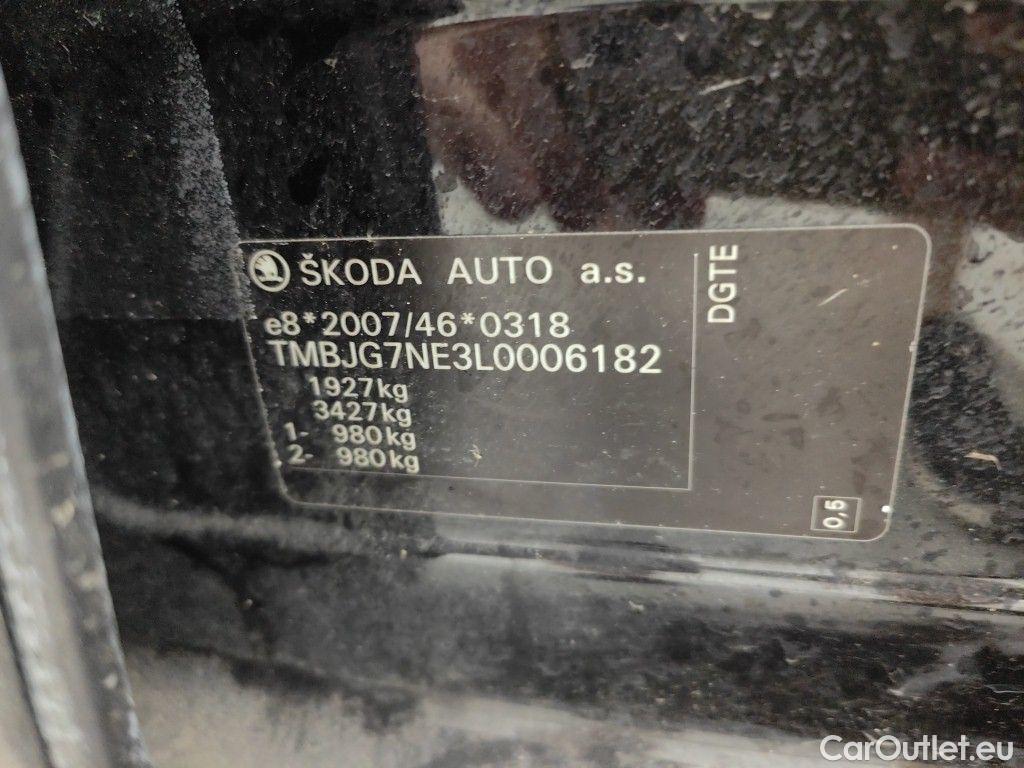 ŠKODA AUTO a.s.
e8*2007/46*0318
TMBJG7NE3L0006182
1927kg
3427kg
1- 980kg
2- 980kg
DGTE
0,5
CarOutlet.eu